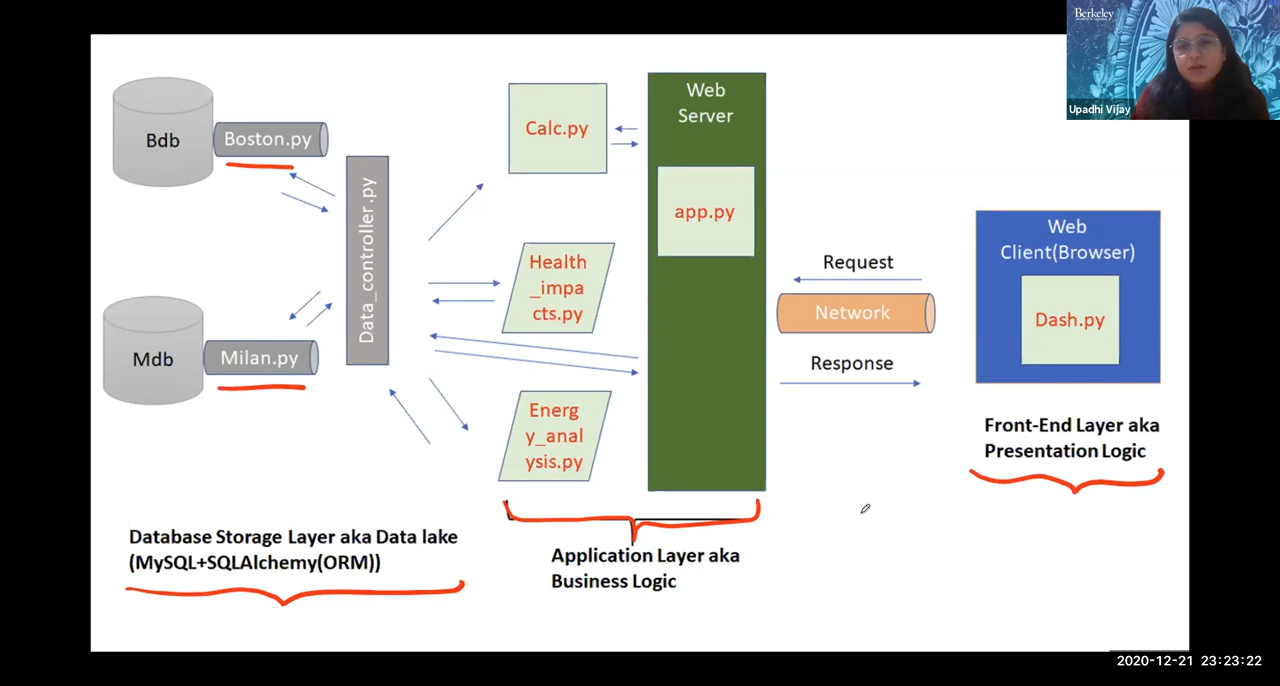 Berkeley
Upadhi Vijay
Bdb
Boston.py
Data_controller.py
Mdb
Milan.py
Calc.py
Health
_impa
cts.py
Energ
y_anal
ysis.py
Web
Server
app.py
Request
Network
Response
Web
Client(Browser)
Dash.py
Front-End Layer aka
Presentation Logic
Database Storage Layer aka Data lake
(MySQL+SQLAlchemy(ORM))
Application Layer aka
Business Logic
2020-12-21 23:23:22